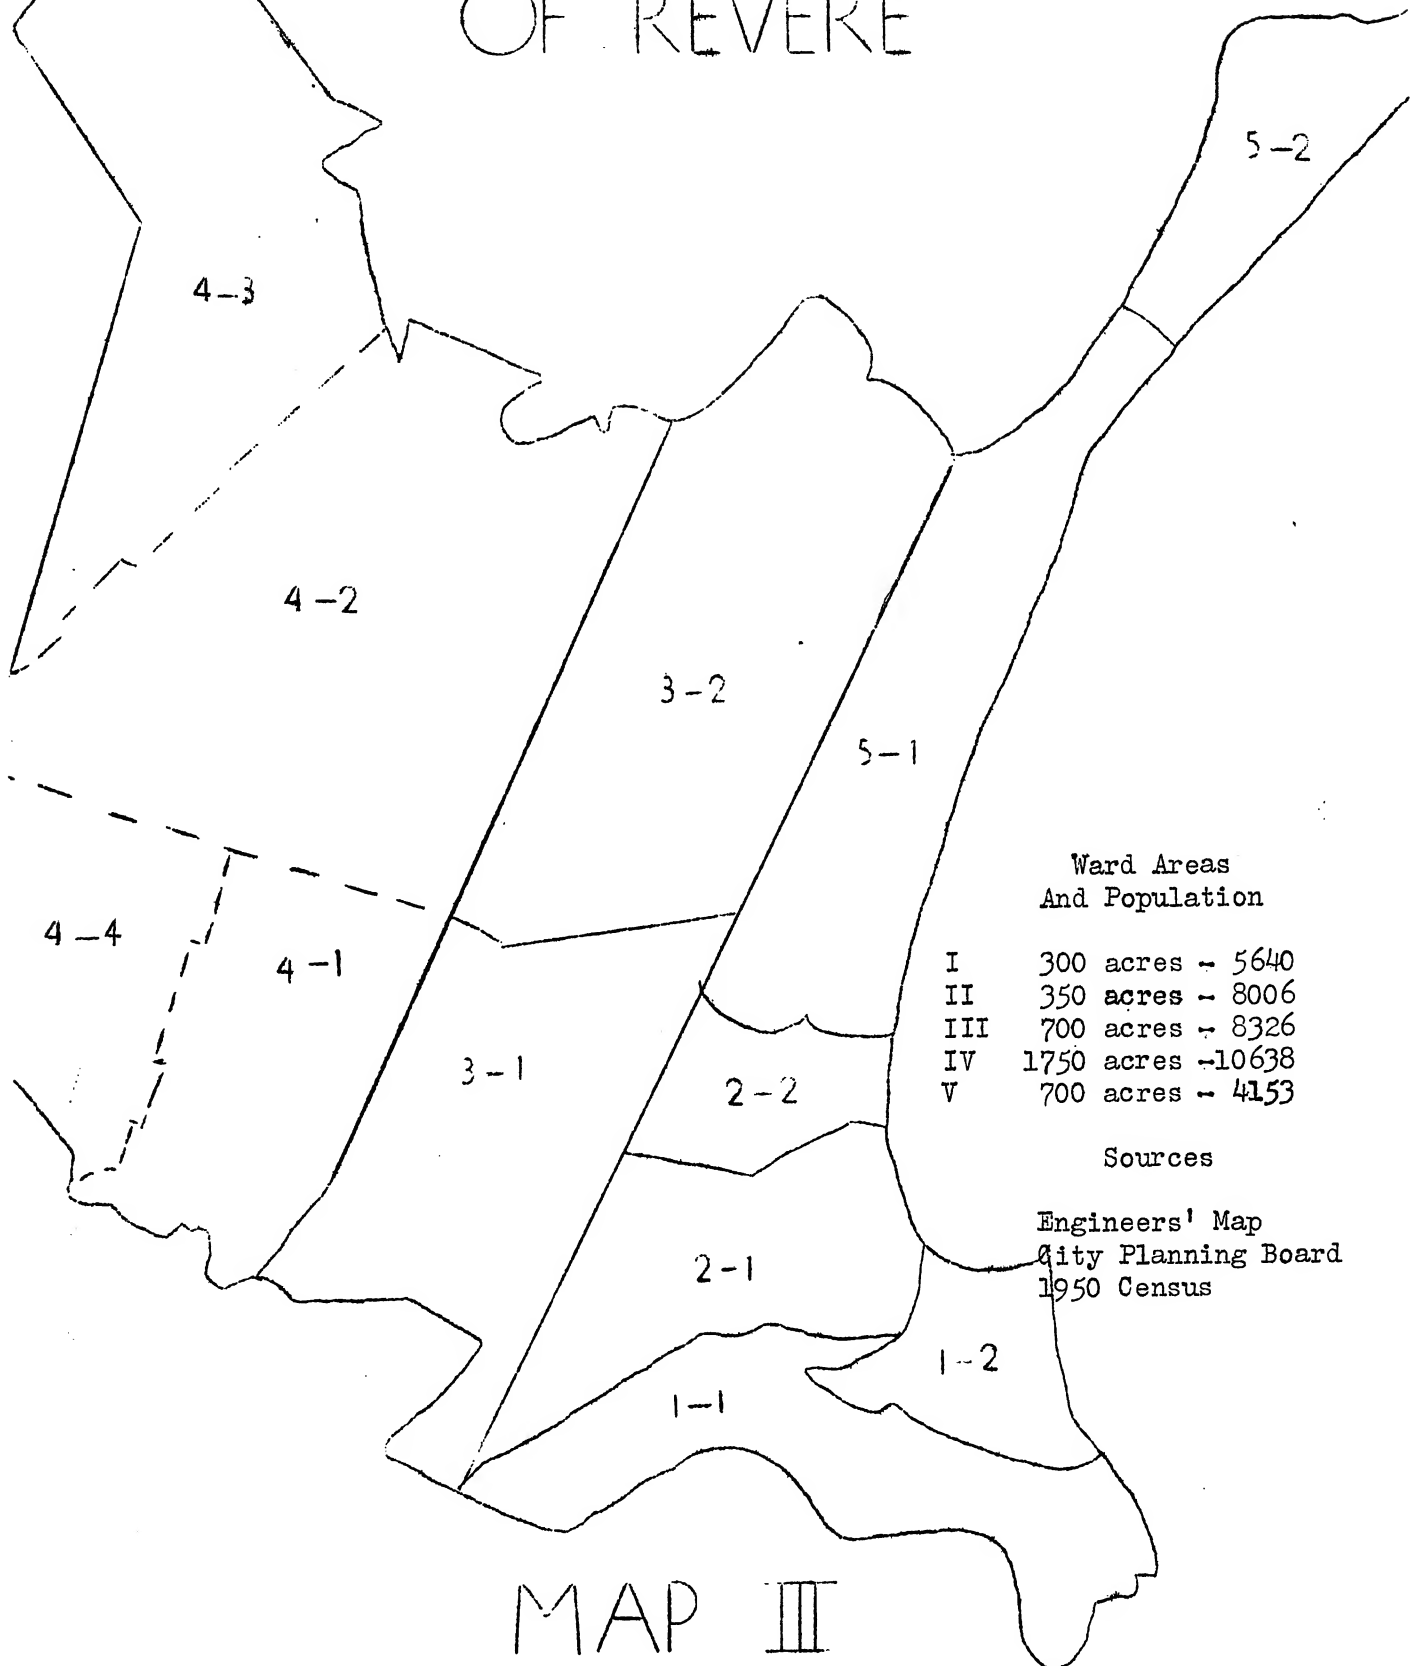 OF REVERE
5-2
4-3
4-2
3-2
5-1
Ward Areas
And Population
4-4
4-1
I 300 acres - 5640
II 350 acres - 8006
III 700 acres - 8326
IV 1750 acres -10638
V 700 acres - 4153
3-1
2-2
Sources
Engineers' Map
City Planning Board
1950 Census
2-1
1-2
1-1
MAP III